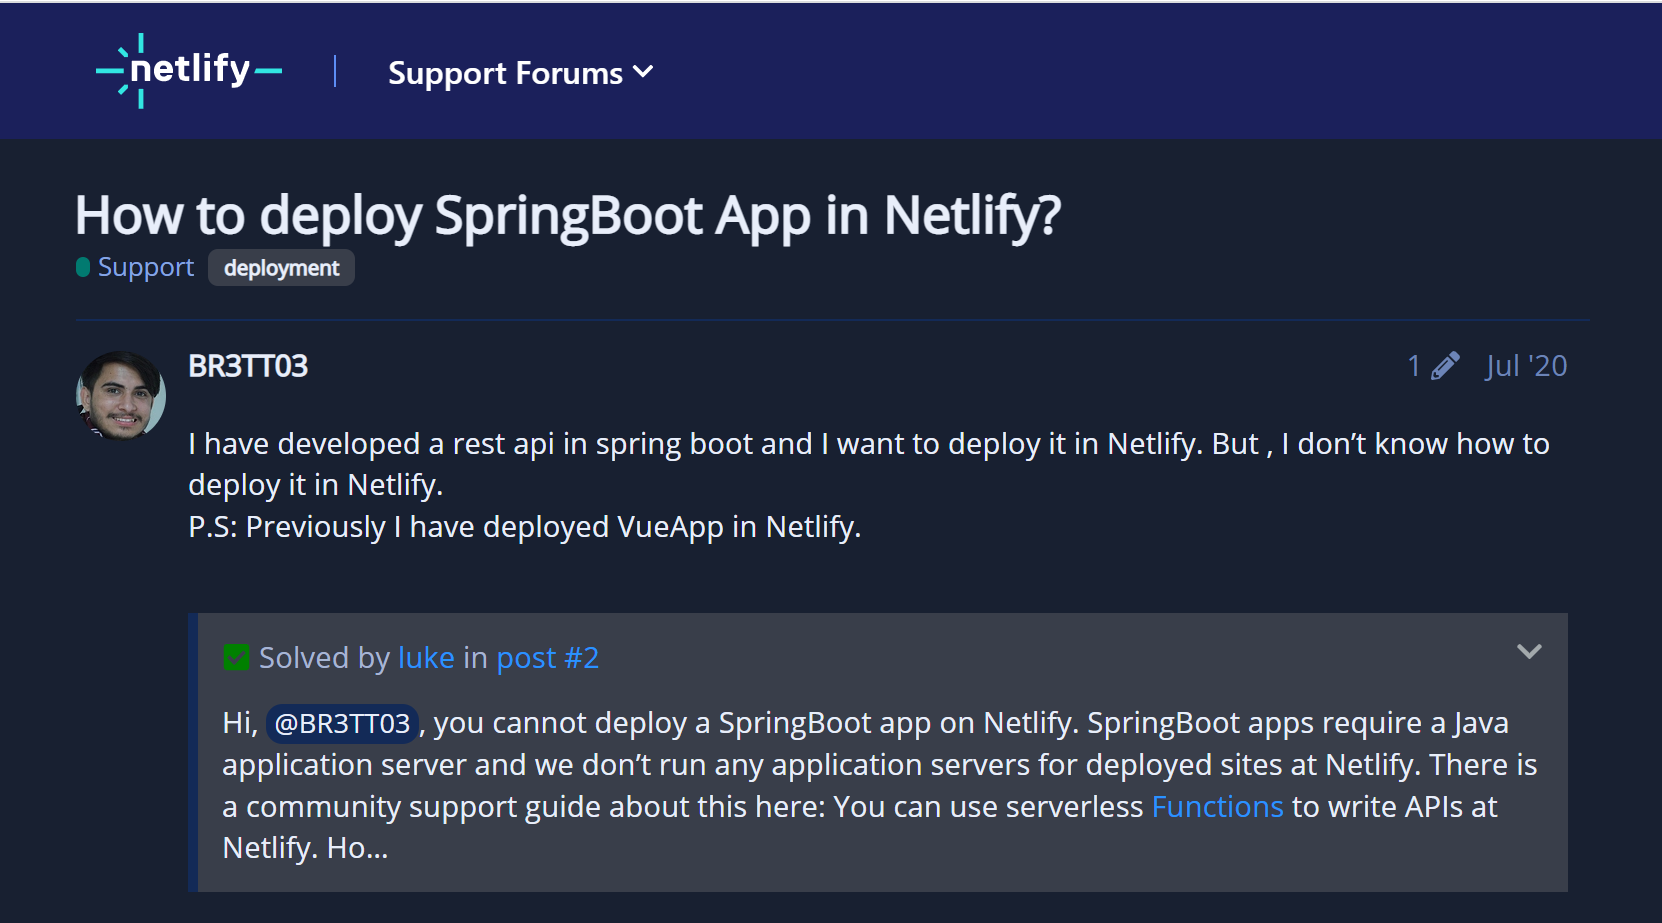 netlify
Support Forums
How to deploy SpringBoot App in Netlify?
Support deployment
BR3TT03 1 Jul '20
I have developed a rest api in spring boot and I want to deploy it in Netlify. But , I don’t know how to
deploy it in Netlify.
P.S: Previously I have deployed VueApp in Netlify.
Solved by luke in post #2
Hi, @BR3TT03, you cannot deploy a SpringBoot app on Netlify. SpringBoot apps require a Java
application server and we don’t run any application servers for deployed sites at Netlify. There is
a community support guide about this here: You can use serverless Functions to write APIs at
Netlify. Ho...